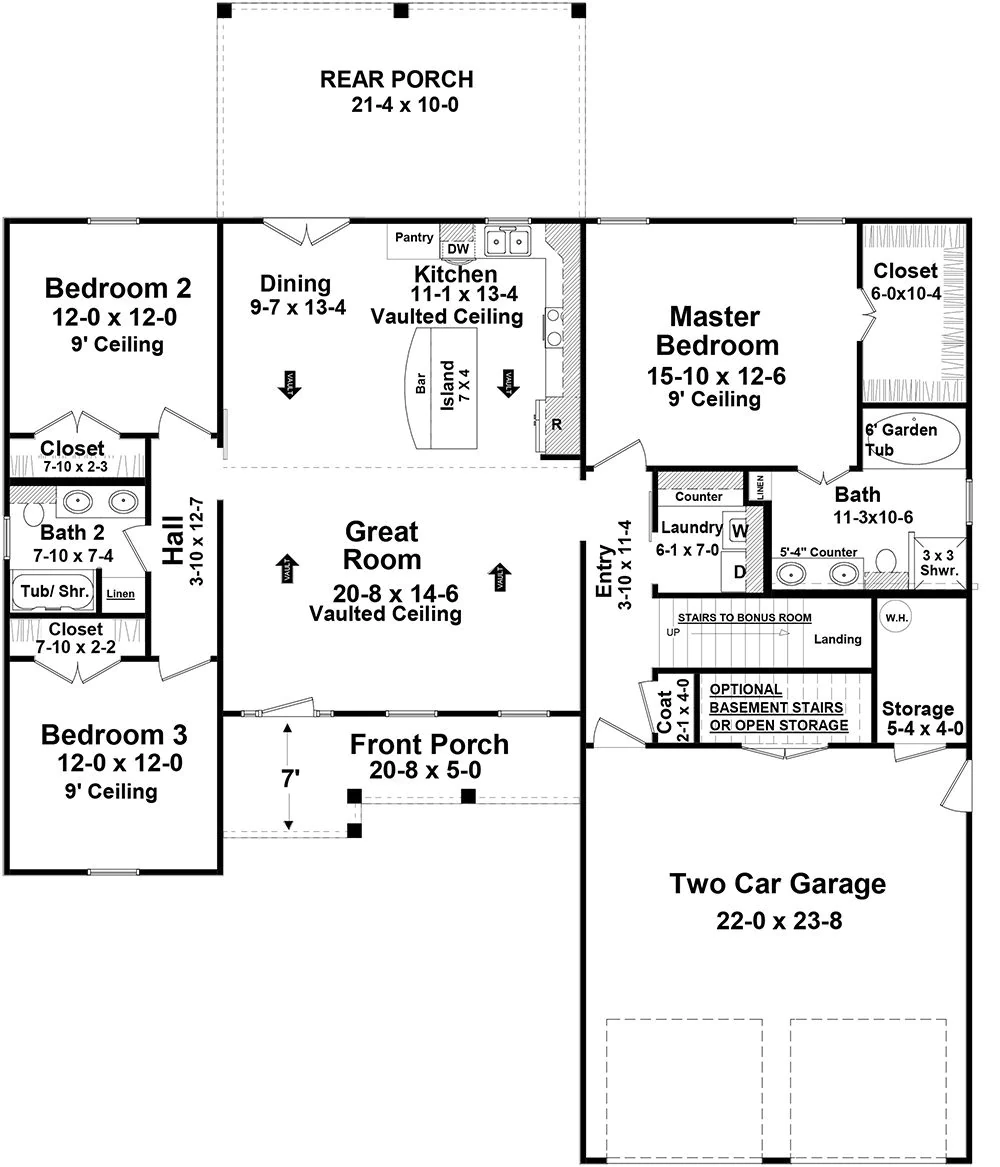 REAR PORCH
21-4 x 10-0
Bedroom 2
12-0 x 12-0
9' Ceiling
Dining
9-7 x 13-4
Pantry
DW
Kitchen
11-1 x 13-4
Vaulted Ceiling
Bar
Island
7 X 4
R
VAULT
VAULT
Master
Bedroom
15-10 x 12-6
9' Ceiling
Closet
6-0x10-4
6' Garden
Tub
Closet
7-10 x 2-3
Bath 2
7-10 x 7-4
Tub/ Shr.
Linen
Closet
7-10 x 2-2
Hall
3-10 x 12-7
Great
Room
20-8 x 14-6
Vaulted Ceiling
VAULT
VAULT
Entry
3-10 x 11-4
Counter
Laundry
6-1 x 7-0
W
D
LINEN
Bath
11-3x10-6
5'-4" Counter
3 x 3
Shwr.
STAIRS TO BONUS ROOM
UP
Landing
W.H.
Coat
2-1 x 4-0
OPTIONAL
BASEMENT STAIRS
OR OPEN STORAGE
Storage
5-4 x 4-0
Bedroom 3
12-0 x 12-0
9' Ceiling
Front Porch
20-8 x 5-0
7'
Two Car Garage
22-0 x 23-8